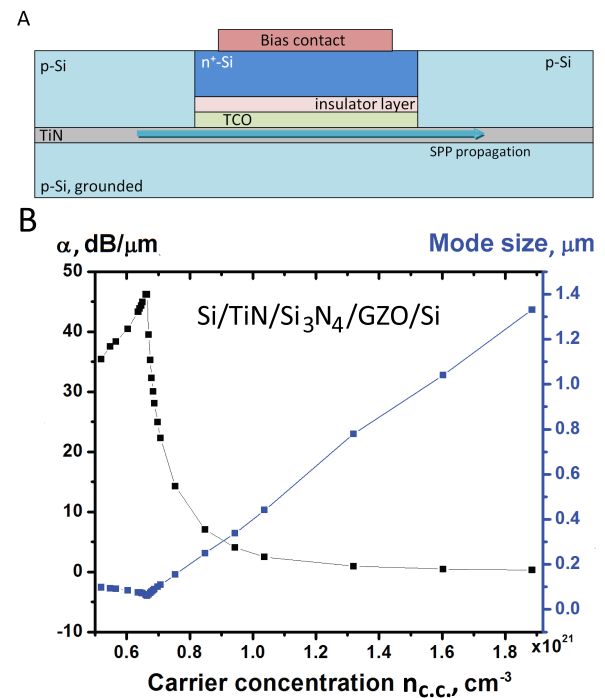 A
Bias contact
p-Si
n⁺-Si
p-Si
insulator layer
TCO
TiN
SPP propagation
p-Si, grounded
B
α, dB/μm
Mode size, μm
Si/TiN/Si₃N₄/GZO/Si
50
40
30
20
10
0
-10
1.4
1.2
1.0
0.8
0.6
0.4
0.2
0.0
0.6
0.8
1.0
1.2
1.4
1.6
1.8
x10²¹
Carrier concentration n_c.c., cm⁻³